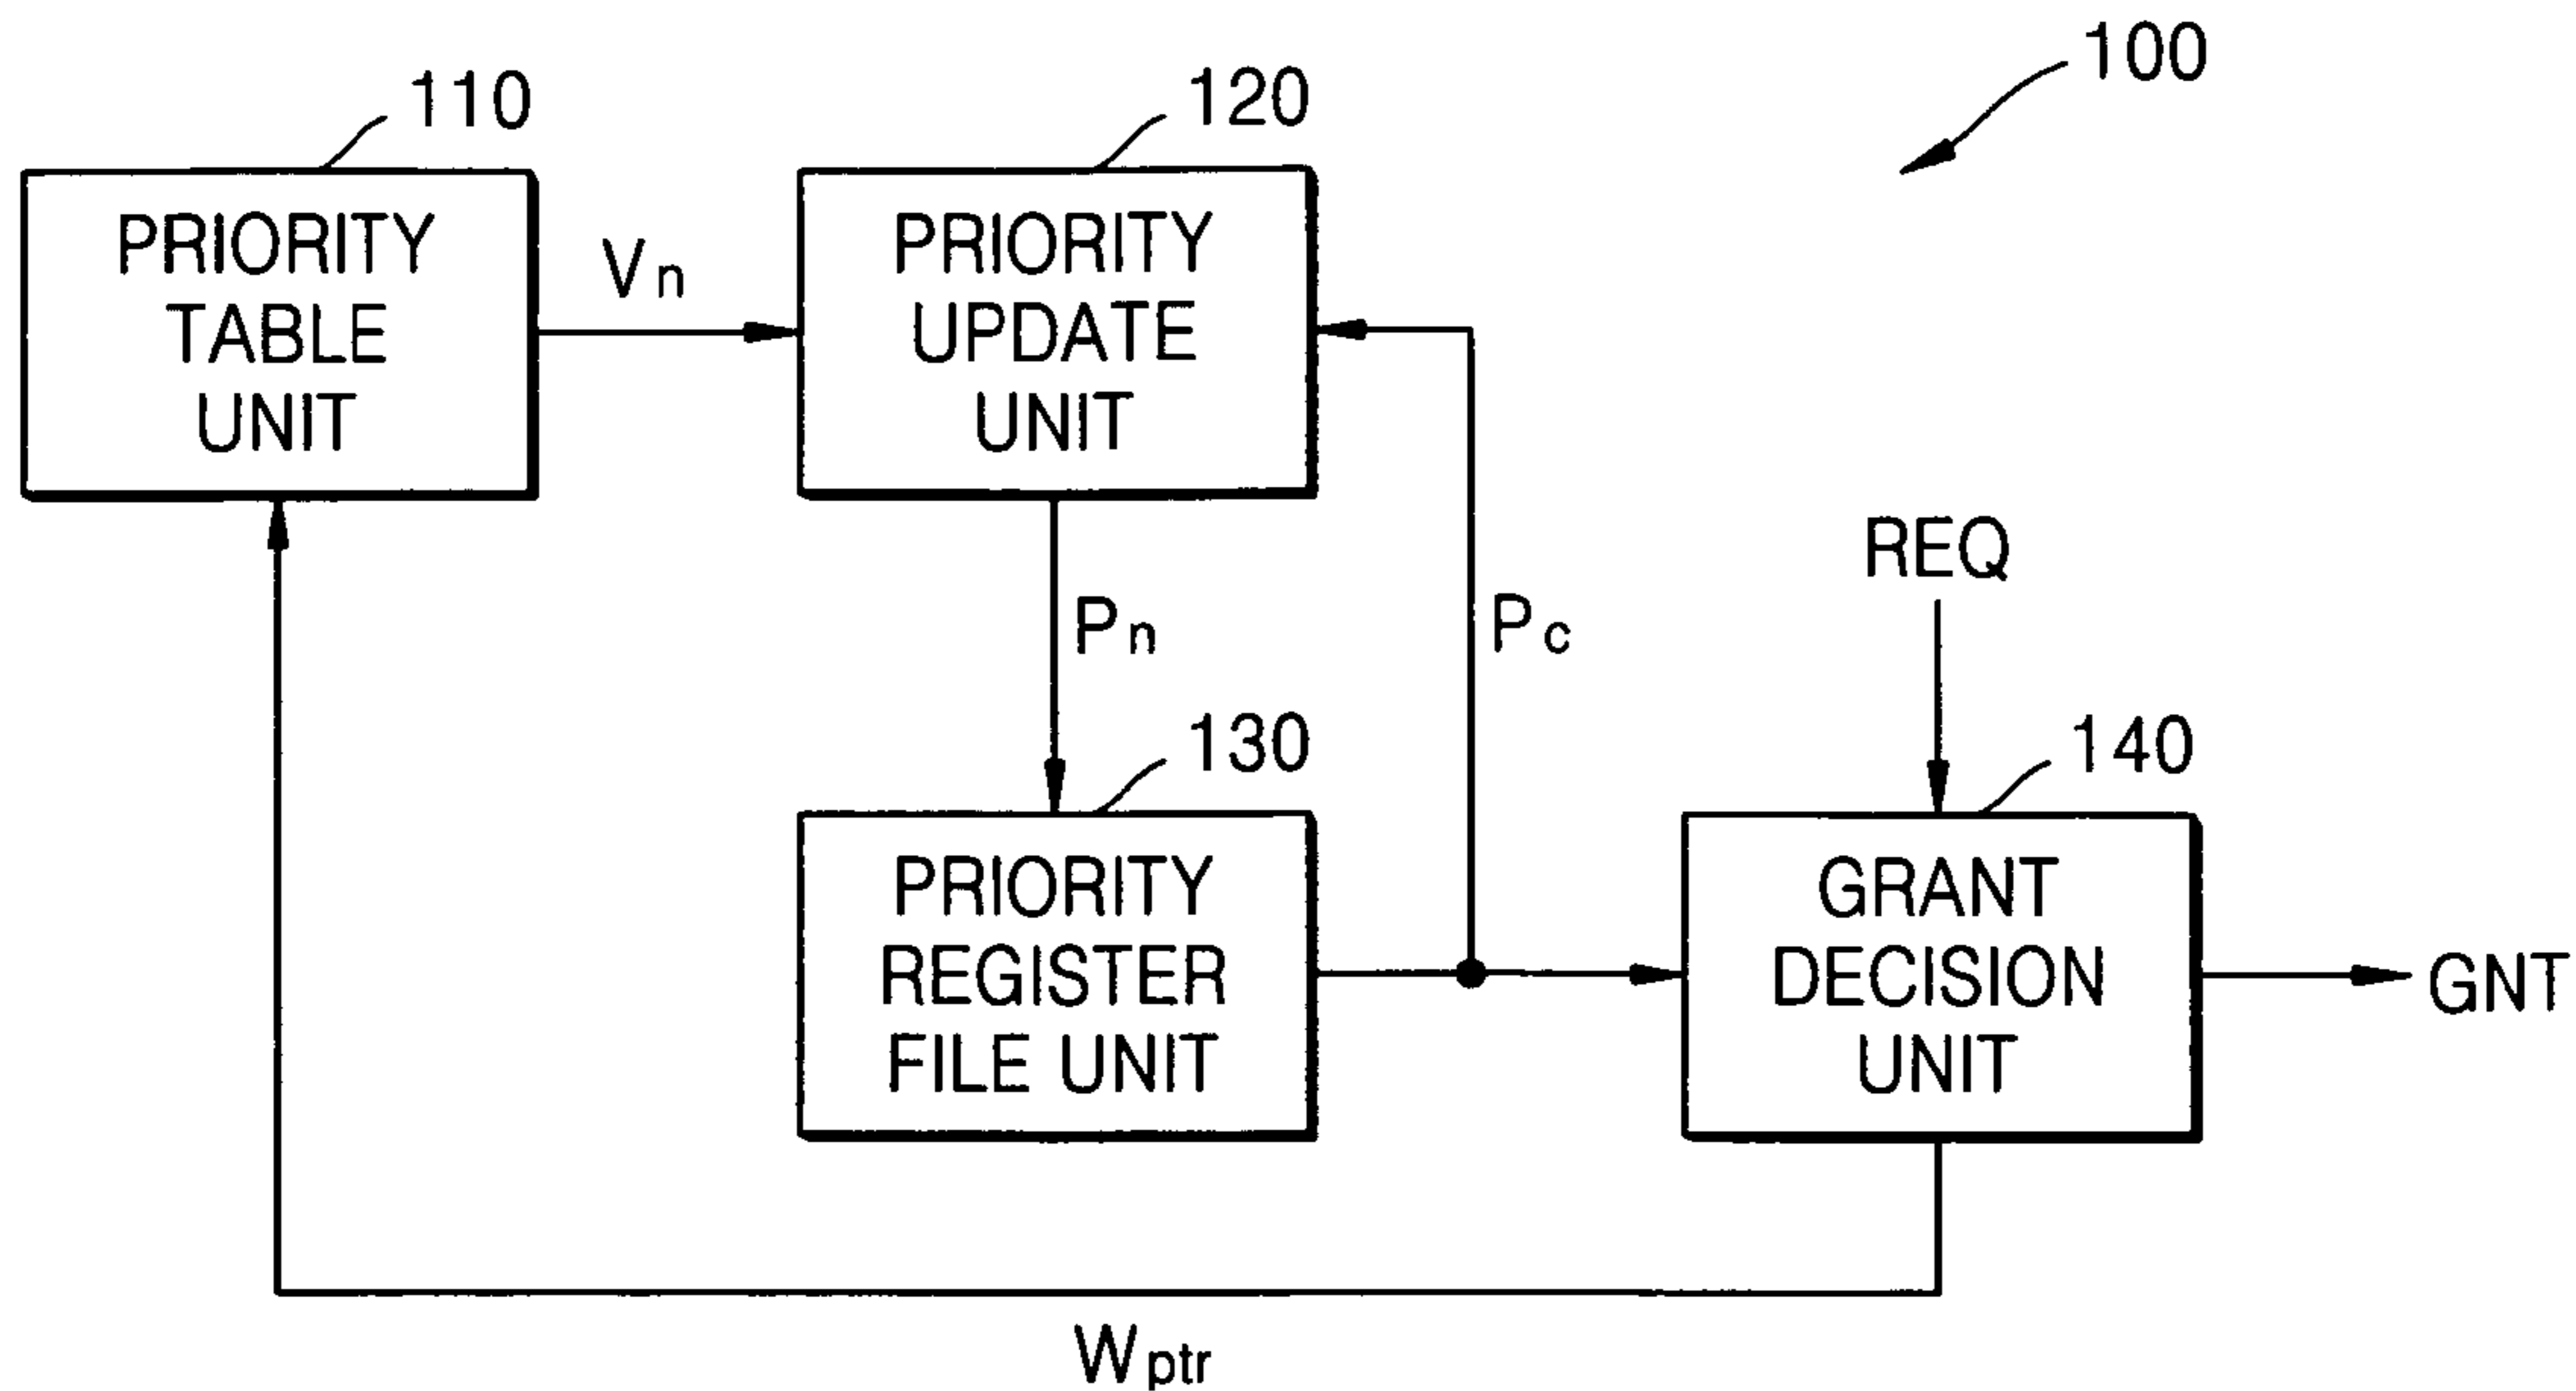 100
110
120
PRIORITY
TABLE
UNIT
Vn
PRIORITY
UPDATE
UNIT
Pn
Pc
REQ
130
140
PRIORITY
REGISTER
FILE UNIT
GRANT
DECISION
UNIT
GNT
Wptr